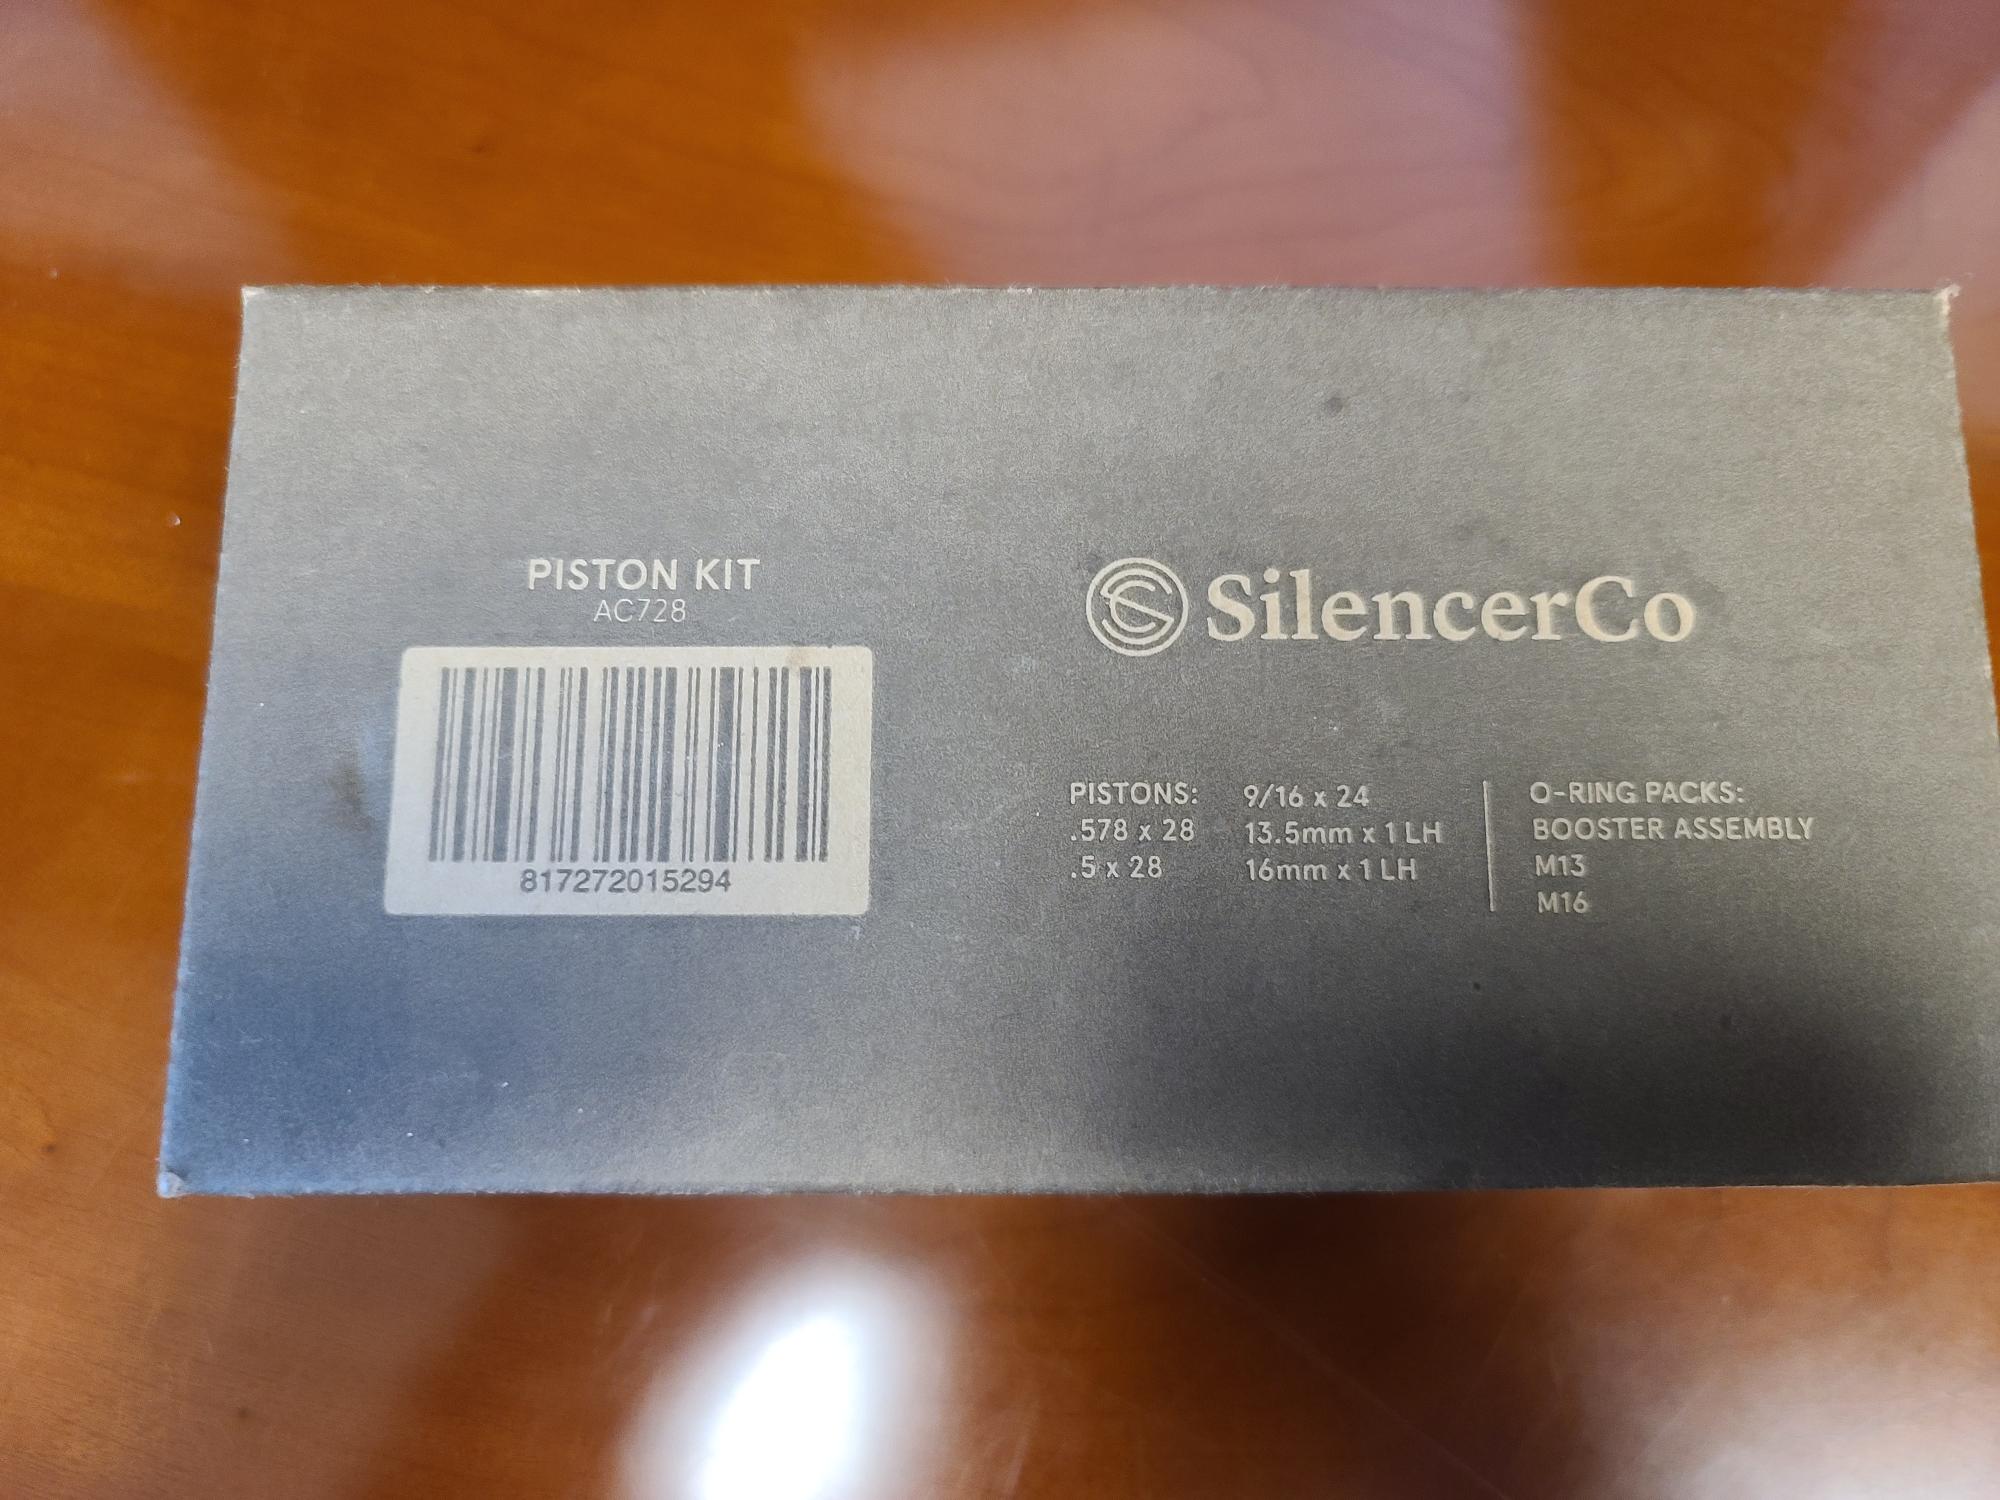 PISTON KIT
AC728
817272015294
SilencerCo
PISTONS:
.578 x 28
.5 x 28
9/16 x 24
13.5mm x 1 LH
16mm x 1 LH
O-RING PACKS:
BOOSTER ASSEMBLY
M13
M16